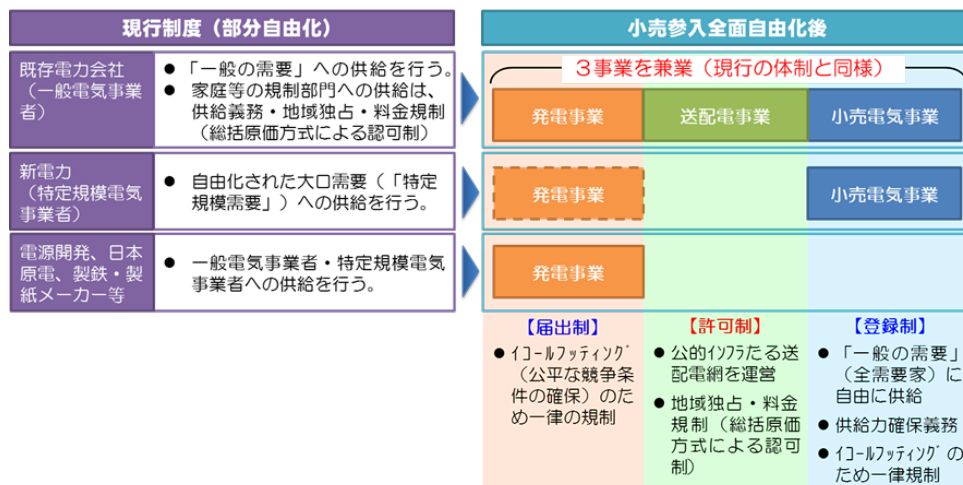 現行制度（部分自由化）
小売参入全面自由化後
既存電力会社
（一般電気事業
者）
● 「一般の需要」への供給を行う。
● 家庭等の規制部門への供給は、
供給義務・地域独占・料金規制
（総括原価方式による認可制）
３事業を兼業（現行の体制と同様）
発電事業
送配電事業
小売電気事業
新電力
（特定規模電気
事業者）
● 自由化された大口需要（「特定
規模需要」）への供給を行う。
発電事業
小売電気事業
電源開発、日本
原電、製鉄・製
紙メーカー等
● 一般電気事業者・特定規模電気
事業者への供給を行う。
発電事業
【届出制】
● ｲｺｰﾙﾌｯﾃｨﾝｸﾞ
（公平な競争条
件の確保）のた
め一律の規制
【許可制】
● 公的ｲﾝﾌﾗたる送
配電網を運営
● 地域独占・料金
規制（総括原価
方式による認可
制）
【登録制】
● 「一般の需要」
（全需要家）に
自由に供給
● 供給力確保義務
● ｲｺｰﾙﾌｯﾃｨﾝｸﾞの
ため一律規制